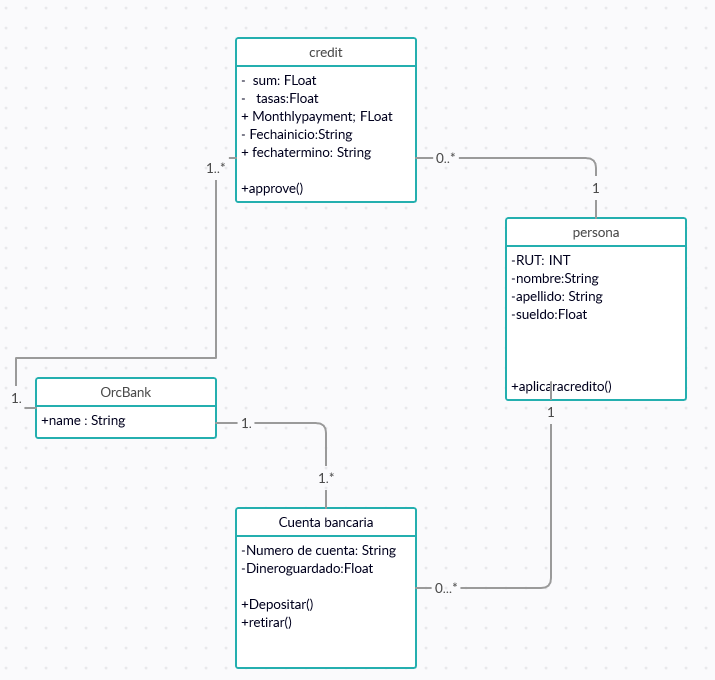 credit
- sum: FLoat
- tasas:Float
+ Monthlypayment; FLoat
- Fechainicio:String
+ fechatermino: String
+approve()
0..*
1..*
1
persona
-RUT: INT
-nombre:String
-apellido: String
-sueldo:Float
+aplicaracredito()
1
1.
OrcBank
+name : String
1.
1.*
Cuenta bancaria
-Numero de cuenta: String
-Dineroguardado:Float
+Depositar()
+retirar()
0...*